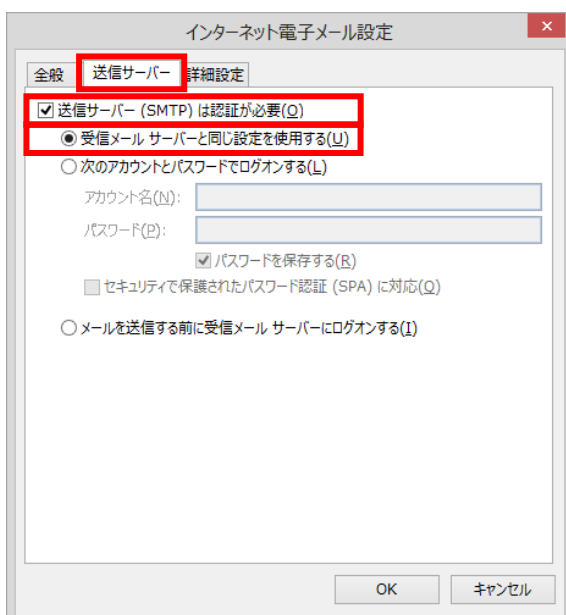 インターネット電子メール設定
全般 送信サーバー 詳細設定
送信サーバー (SMTP) は認証が必要(O)
受信メール サーバーと同じ設定を使用する(U)
次のアカウントとパスワードでログオンする(L)
アカウント名(N):
パスワード(P):
パスワードを保存する(R)
セキュリティで保護されたパスワード認証 (SPA) に対応(Q)
メールを送信する前に受信メール サーバーにログオンする(I)
OK キャンセル